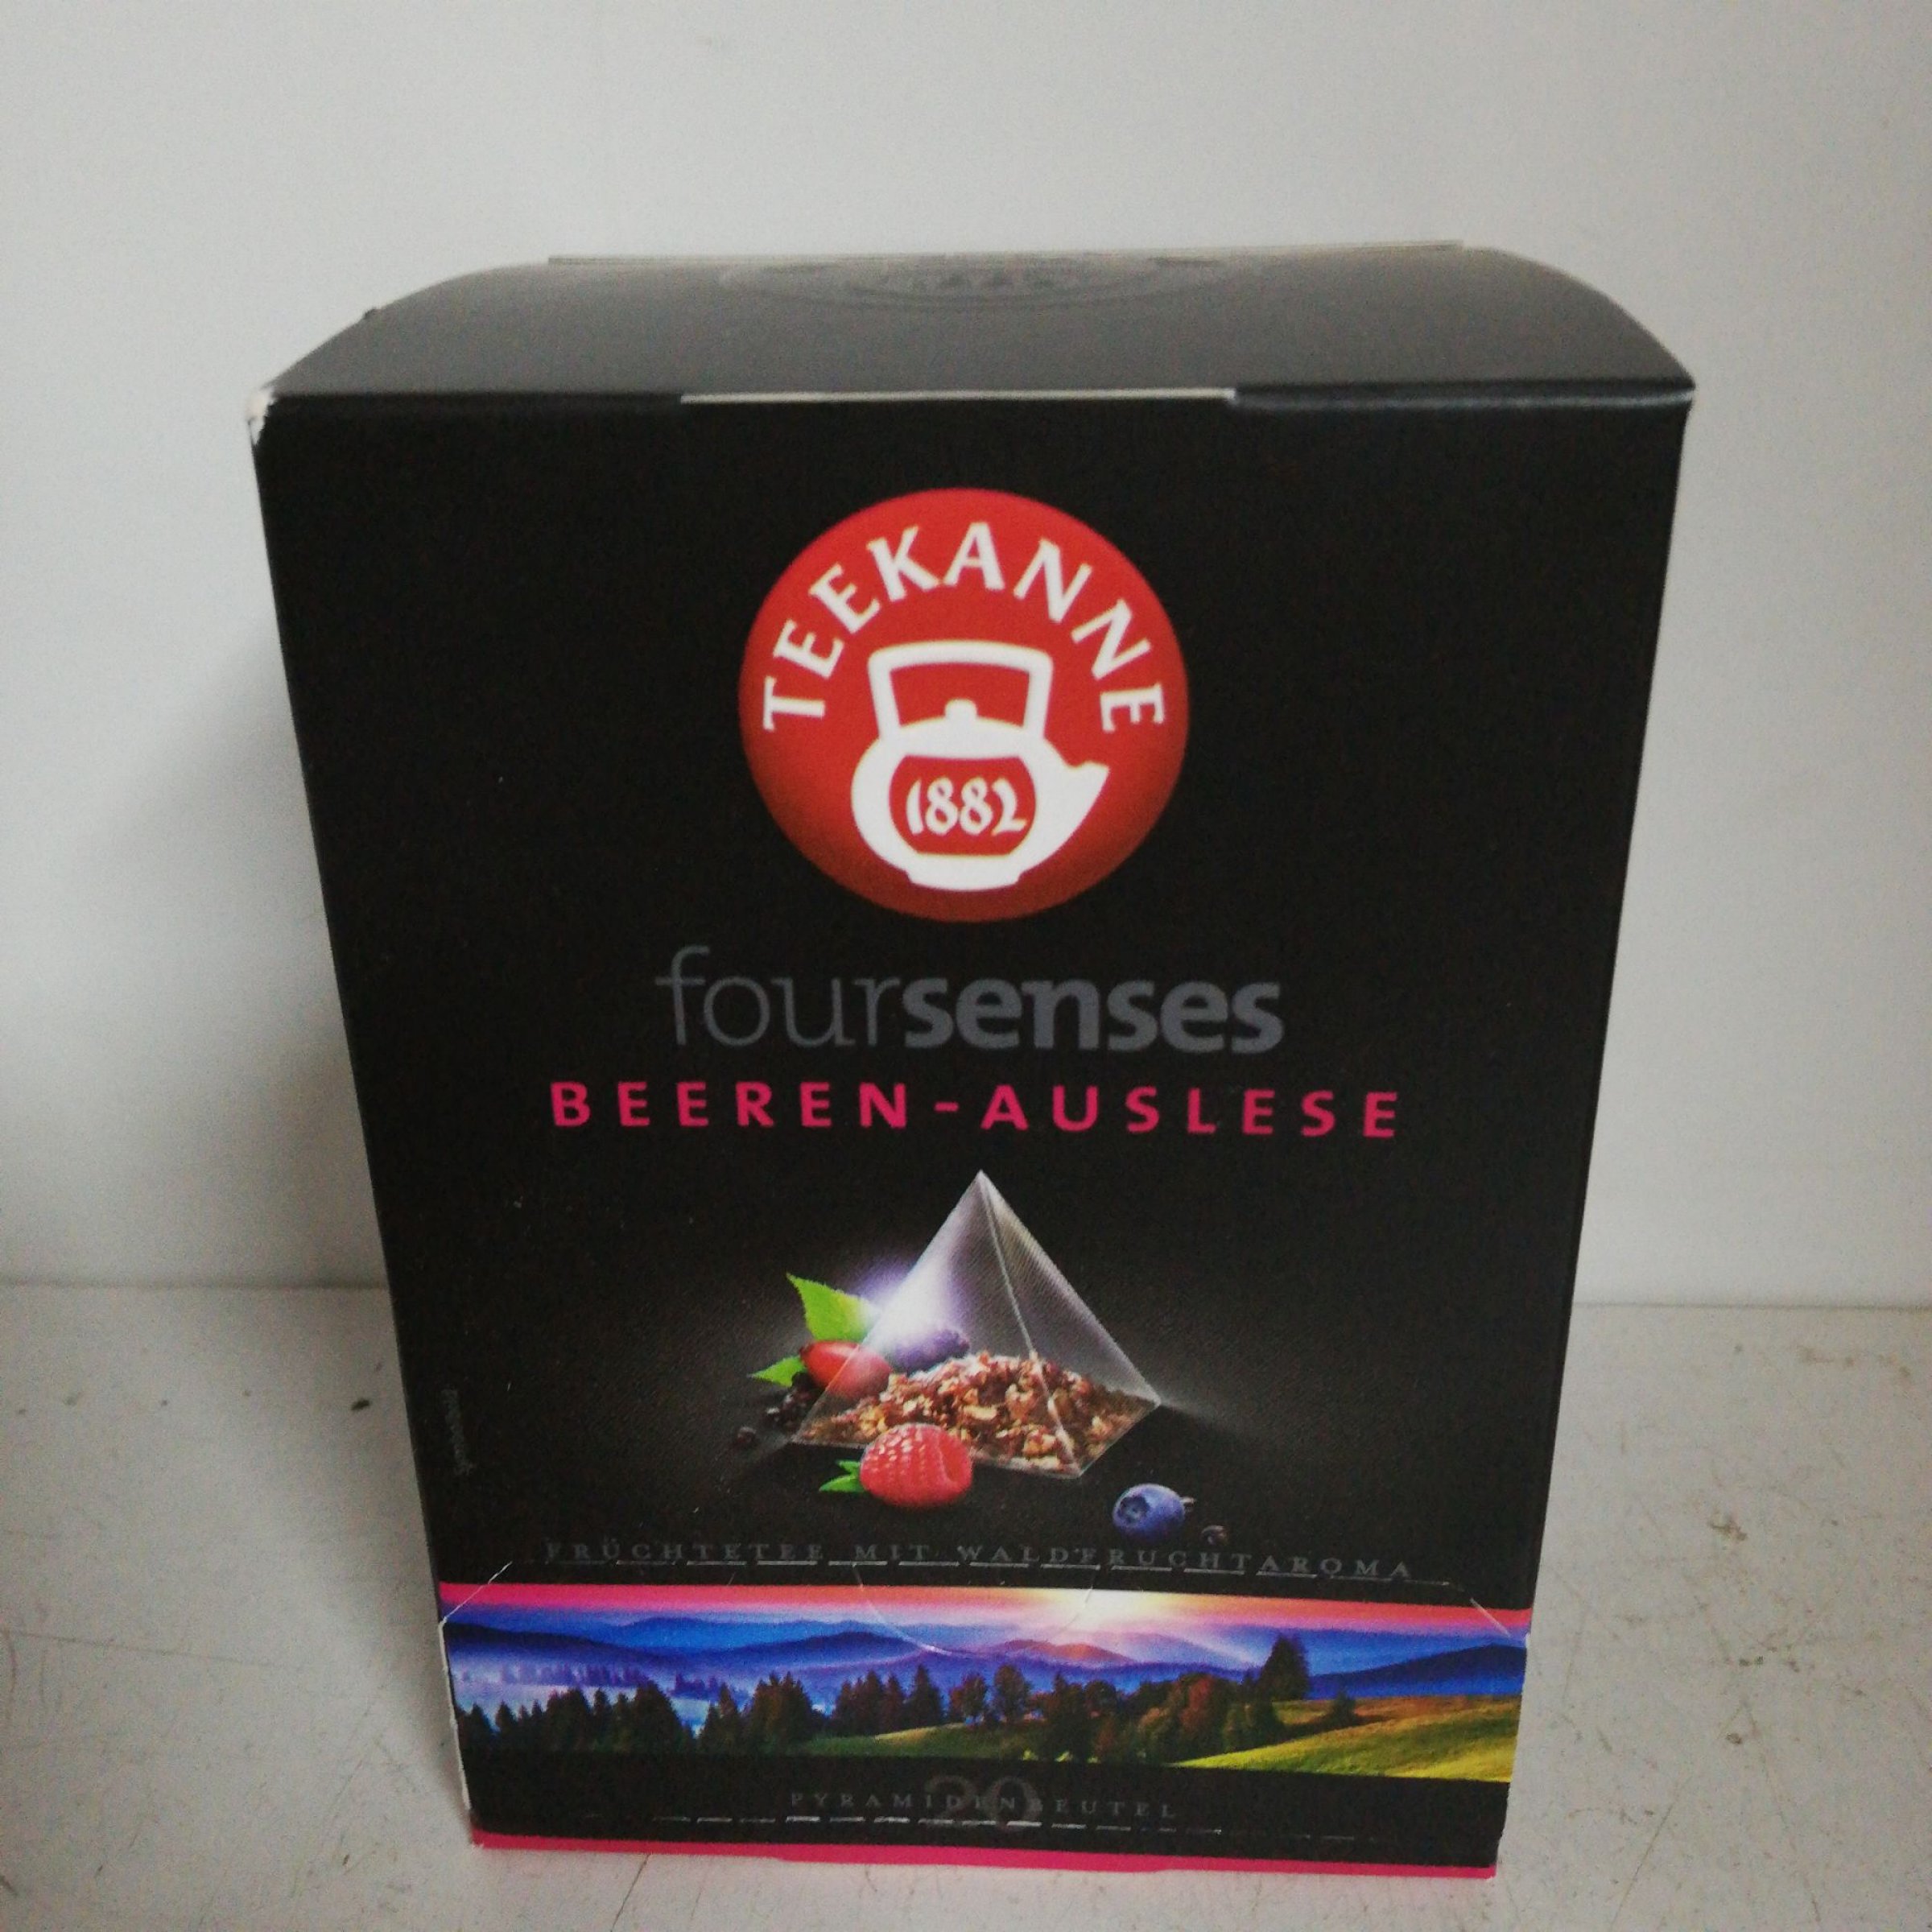 TEEKANNE
1882
foursenses
BEEREN-AUSLESE
FRÜCHTETEE MIT WALDFRUCHTAROMA
20
PYRAMIDENBEUTEL